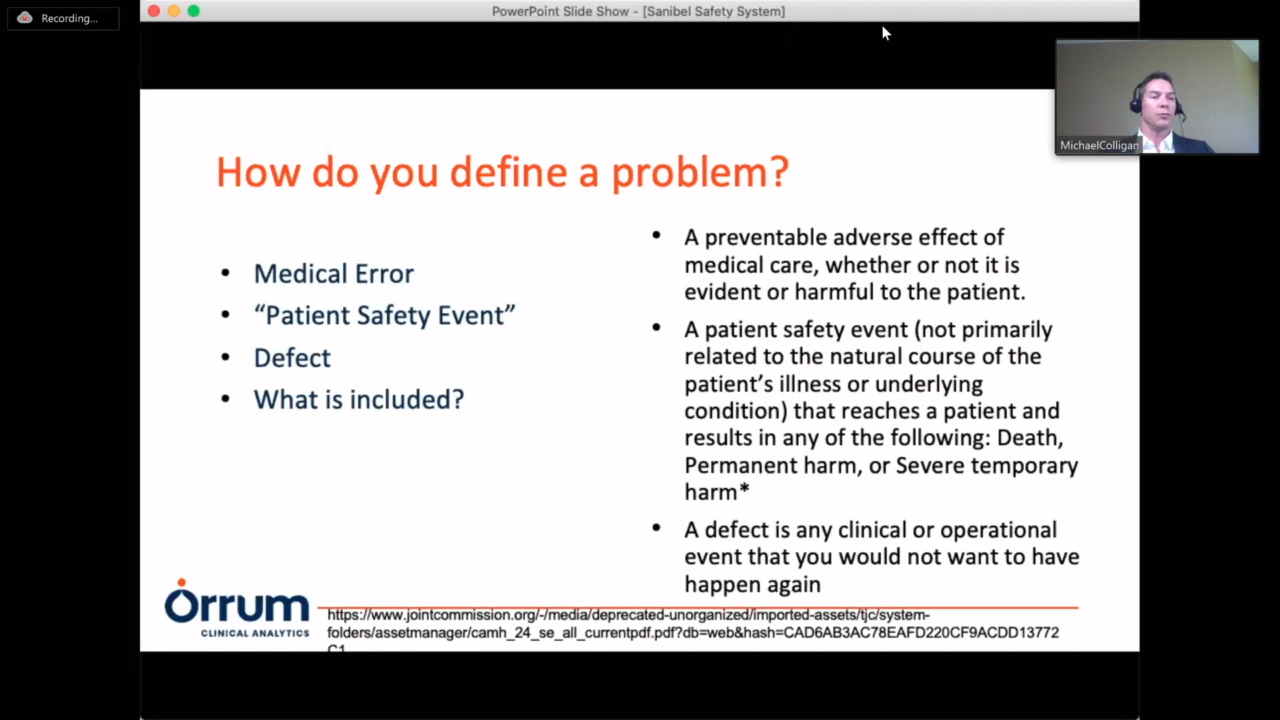 Recording...
PowerPoint Slide Show - [Sanibel Safety System]
MichaelColligan
How do you define a problem?
• Medical Error
• “Patient Safety Event”
• Defect
• What is included?
• A preventable adverse effect of
medical care, whether or not it is
evident or harmful to the patient.
• A patient safety event (not primarily
related to the natural course of the
patient’s illness or underlying
condition) that reaches a patient and
results in any of the following: Death,
Permanent harm, or Severe temporary
harm*
• A defect is any clinical or operational
event that you would not want to have
happen again
Orrum
CLINICAL ANALYTICS
https://www.jointcommission.org/-/media/deprecated-unorganized/imported-assets/tjc/system-
folders/assetmanager/camh_24_se_all_currentpdf.pdf?db=web&hash=CAD6AB3AC78EAFD220CF9ACDD13772
C1